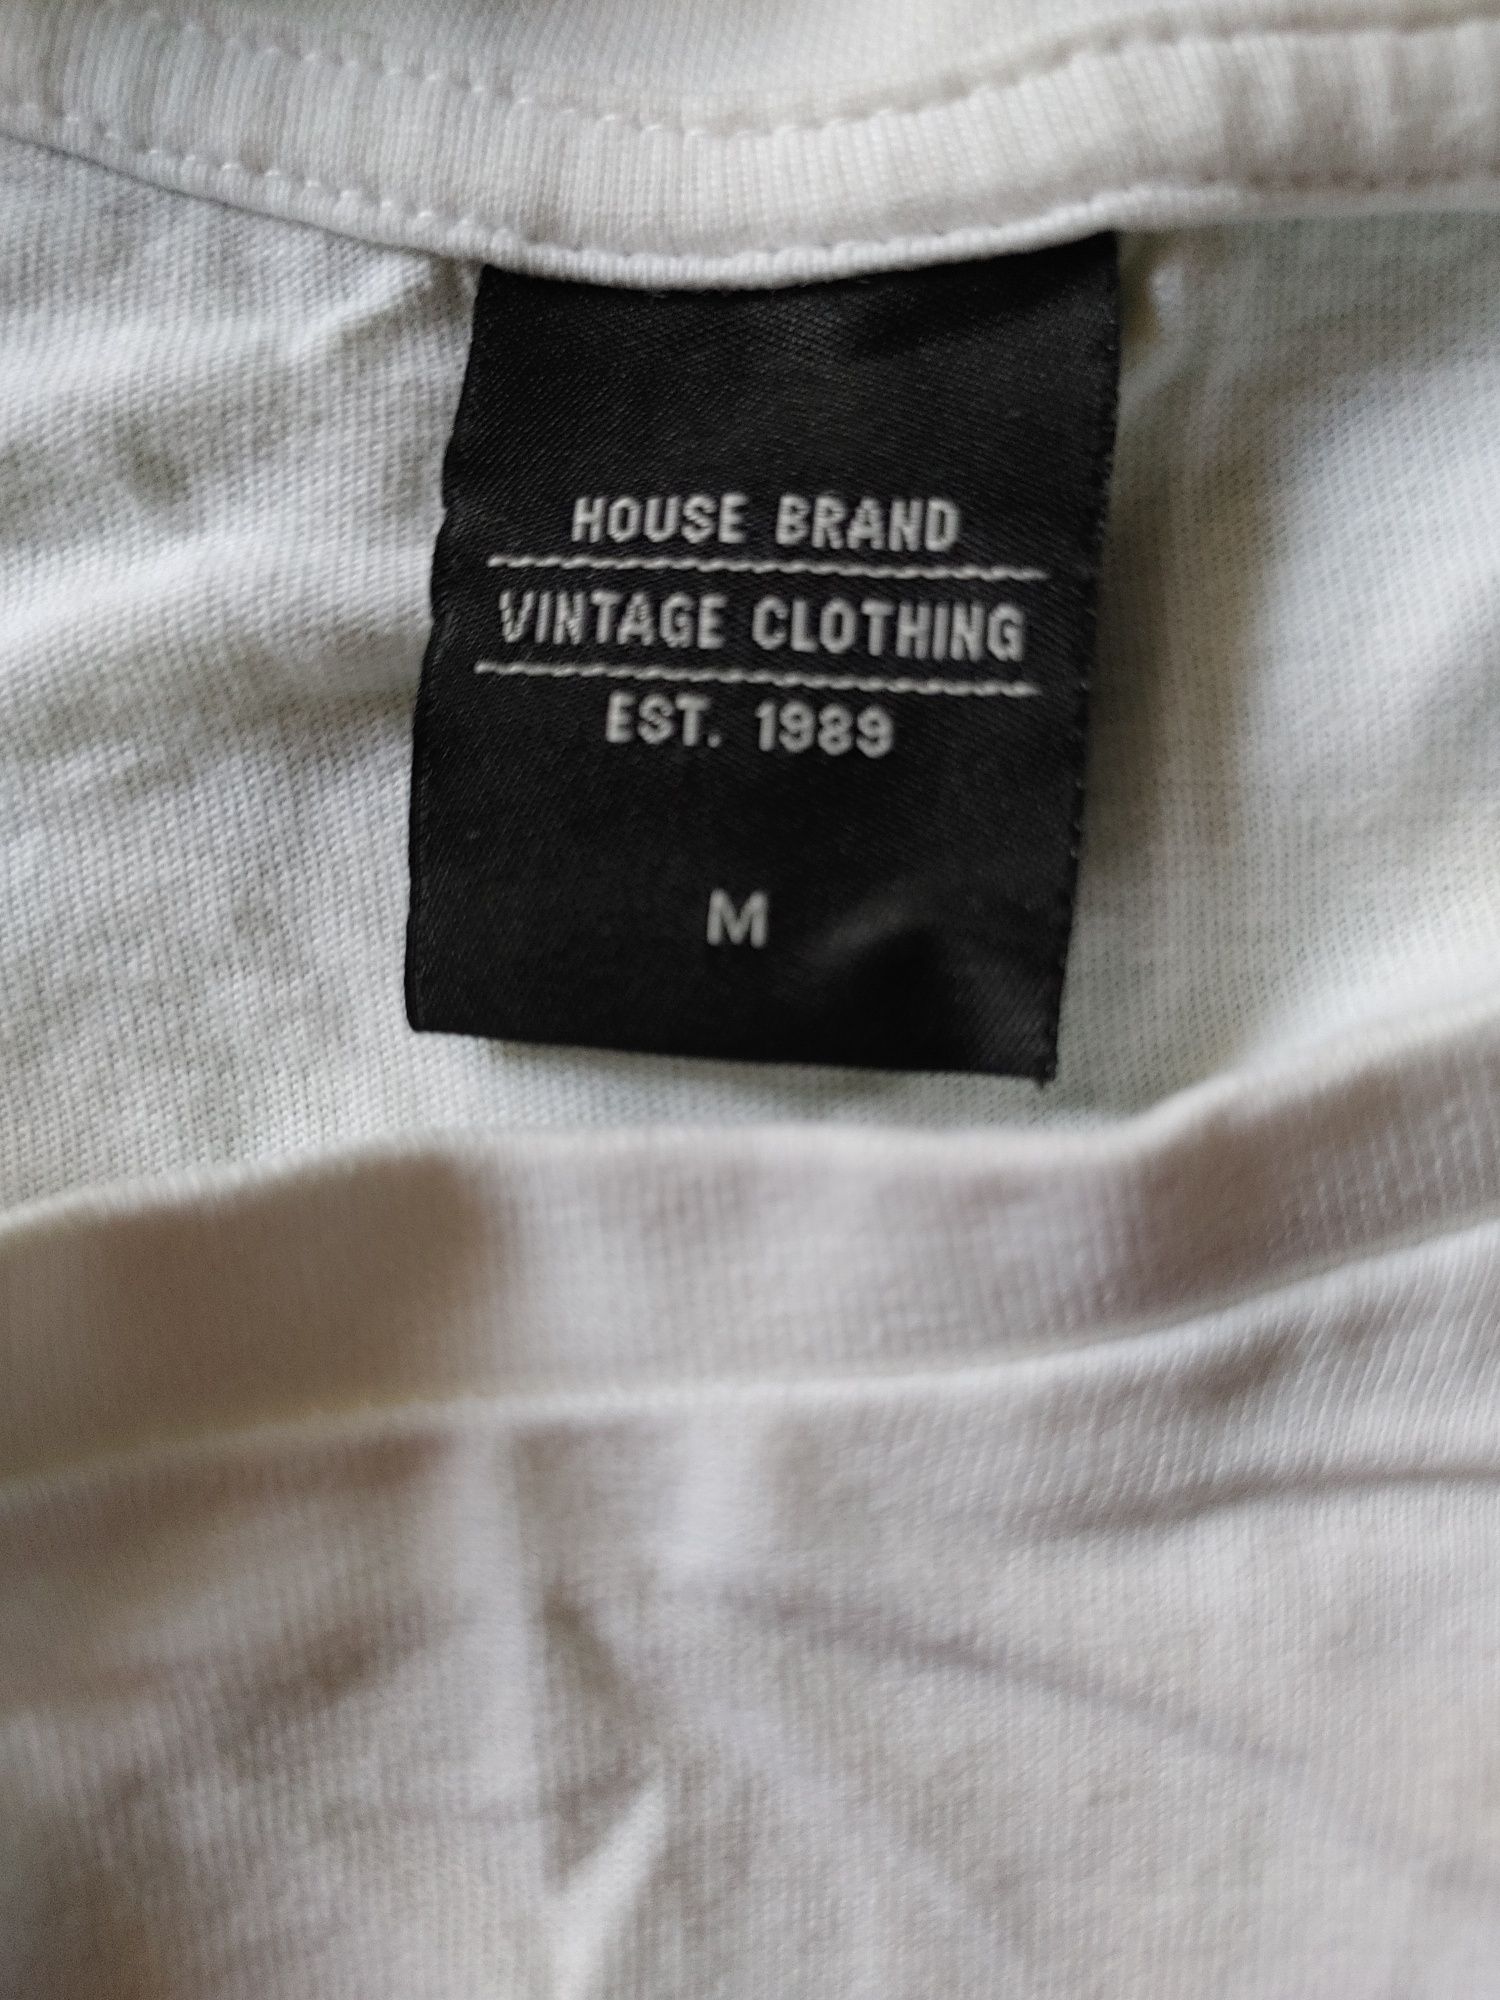 HOUSE BRAND
VINTAGE CLOTHING
EST. 1989
M